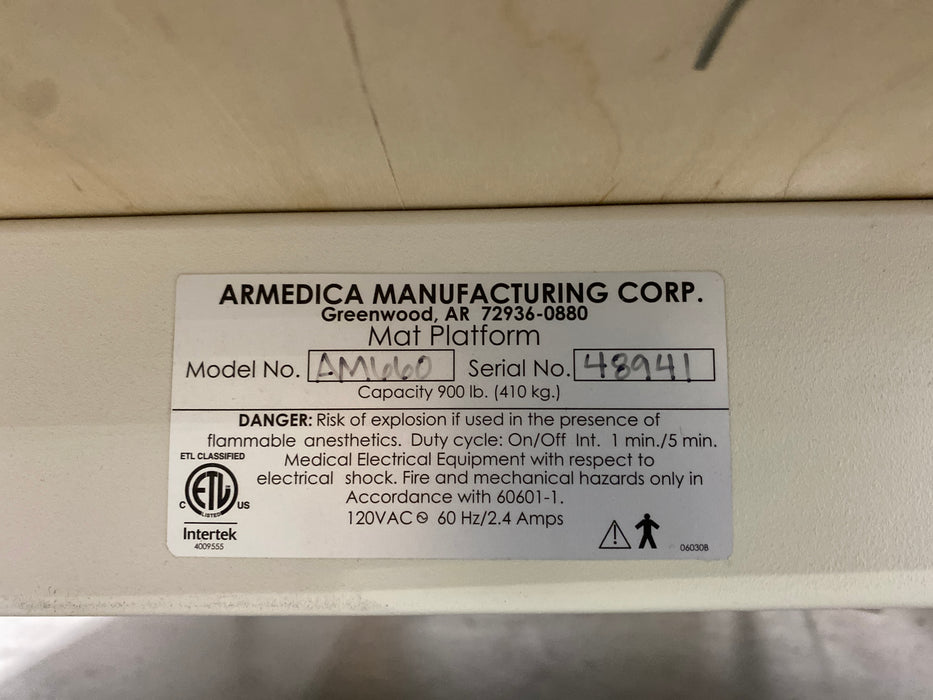 ARMEDICA MANUFACTURING CORP.
Greenwood, AR 72936-0880
Mat Platform
Model No. AM660 Serial No. 48941
Capacity 900 lb. (410 kg.)
DANGER: Risk of explosion if used in the presence of
flammable anesthetics. Duty cycle: On/Off Int. 1 min./5 min.
Medical Electrical Equipment with respect to
electrical shock. Fire and mechanical hazards only in
Accordance with 60601-1.
120VAC 60 Hz/2.4 Amps
ETL CLASSIFIED
C ETL US
LISTED
Intertek
4009555
06030B